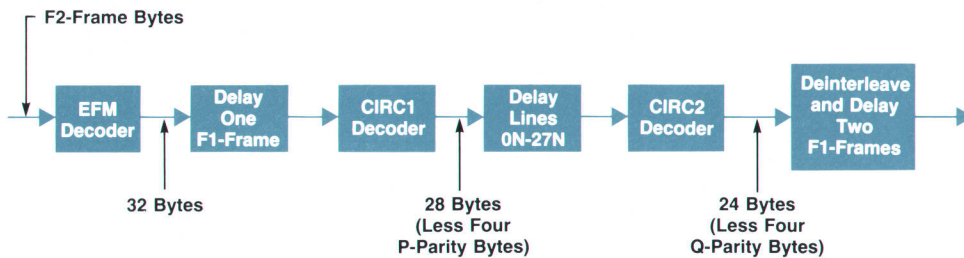 F2-Frame Bytes
EFM
Decoder
Delay
One
F1-Frame
CIRC1
Decoder
Delay
Lines
0N-27N
CIRC2
Decoder
Deinterleave
and Delay
Two
F1-Frames
32 Bytes
28 Bytes
(Less Four
P-Parity Bytes)
24 Bytes
(Less Four
Q-Parity Bytes)